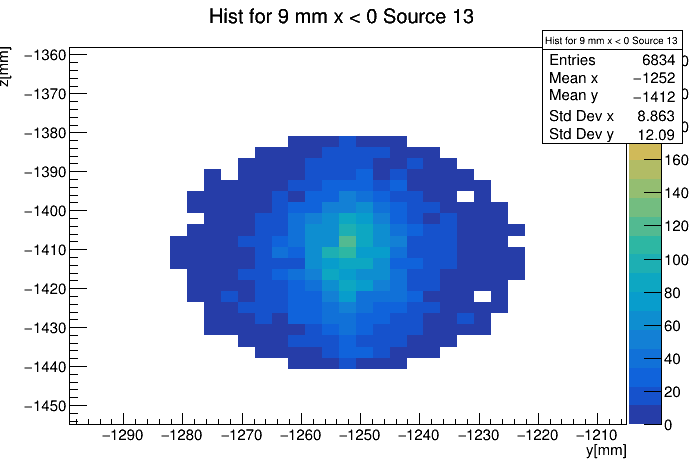 Hist for 9 mm x < 0 Source 13
z[mm]
Hist for 9 mm x < 0 Source 13
Entries 6834
Mean x −1252
Mean y −1412
Std Dev x 8.863
Std Dev y 12.09
−1360
−1370
−1380
−1390
−1400
−1410
−1420
−1430
−1440
−1450
160
140
120
100
80
60
40
20
0
−1290 −1280 −1270 −1260 −1250 −1240 −1230 −1220 −1210
y[mm]